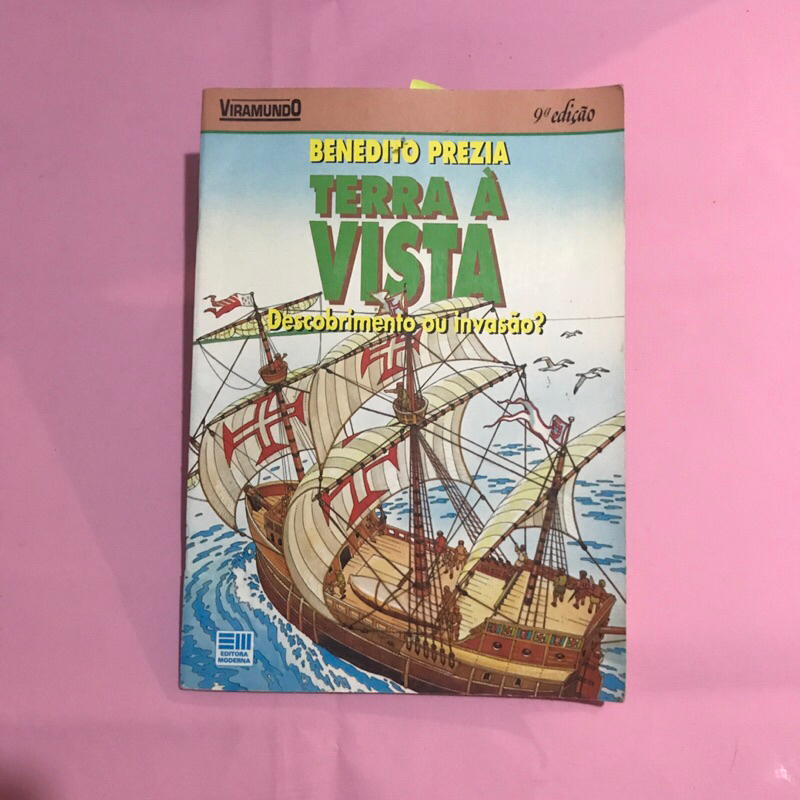 VIRAMUNDO
9ª edição
BENEDITO PREZIA
TERRA À
VISTA
Descobrimento ou invasão?
EDITORA
MODERNA